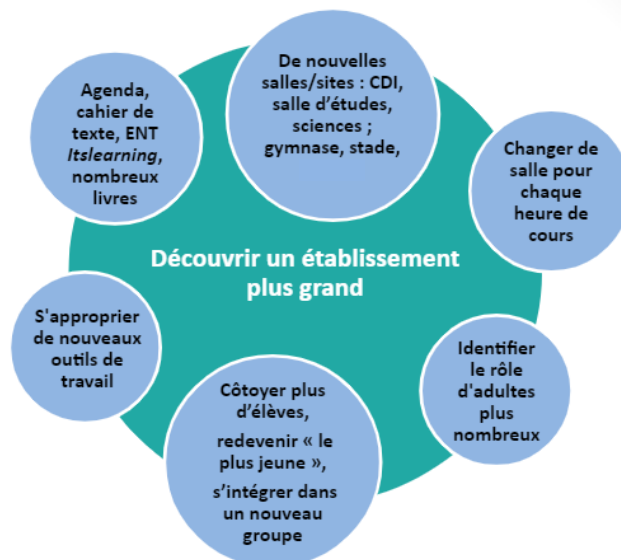 De nouvelles
salles/sites : CDI,
salle d'études,
sciences ;
gymnase, stade,
Agenda,
cahier de
texte, ENT
Itslearning,
nombreux
livres
Changer de
salle pour
chaque
heure de
cours
Découvrir un établissement
plus grand
S'approprier
de nouveaux
outils de
travail
Identifier
le rôle
d'adultes
plus
nombreux
Côtoyer plus
d'élèves,
redevenir « le
plus jeune »,
s'intégrer dans
un nouveau
groupe